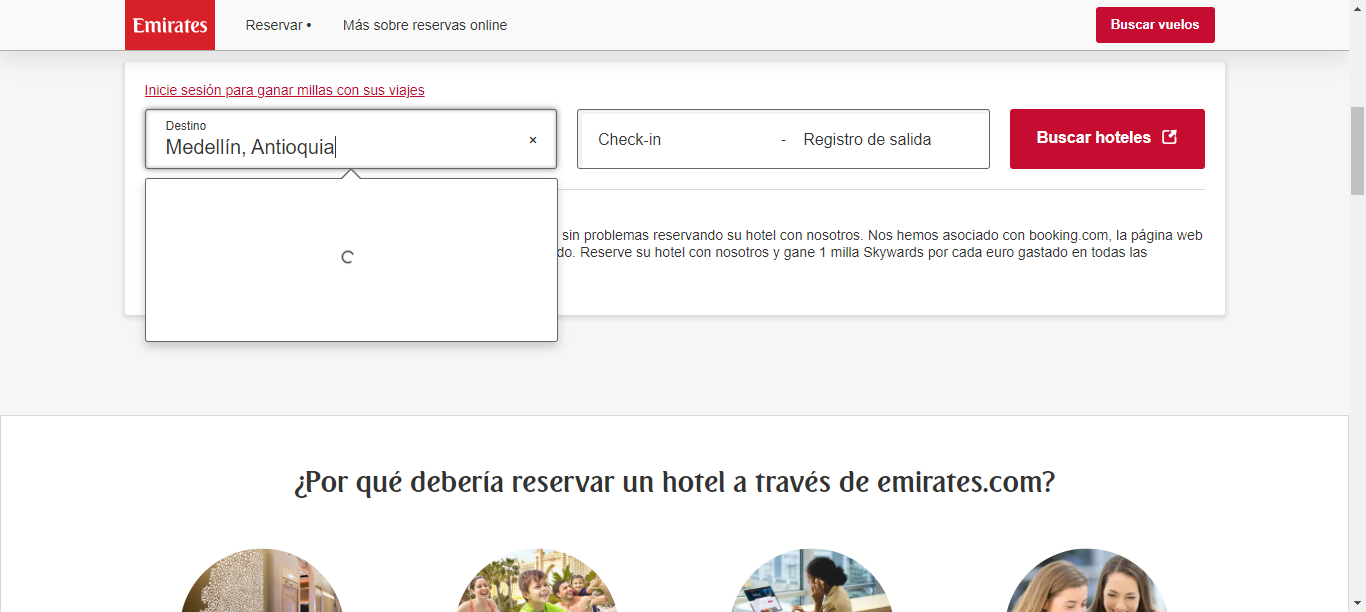 Emirates
Reservar •
Más sobre reservas online
Buscar vuelos
Inicie sesión para ganar millas con sus viajes
Destino
Medellín, Antioquia
×
Check-in
-
Registro de salida
Buscar hoteles
sin problemas reservando su hotel con nosotros. Nos hemos asociado con booking.com, la página web
do. Reserve su hotel con nosotros y gane 1 milla Skywards por cada euro gastado en todas las
¿Por qué debería reservar un hotel a través de emirates.com?